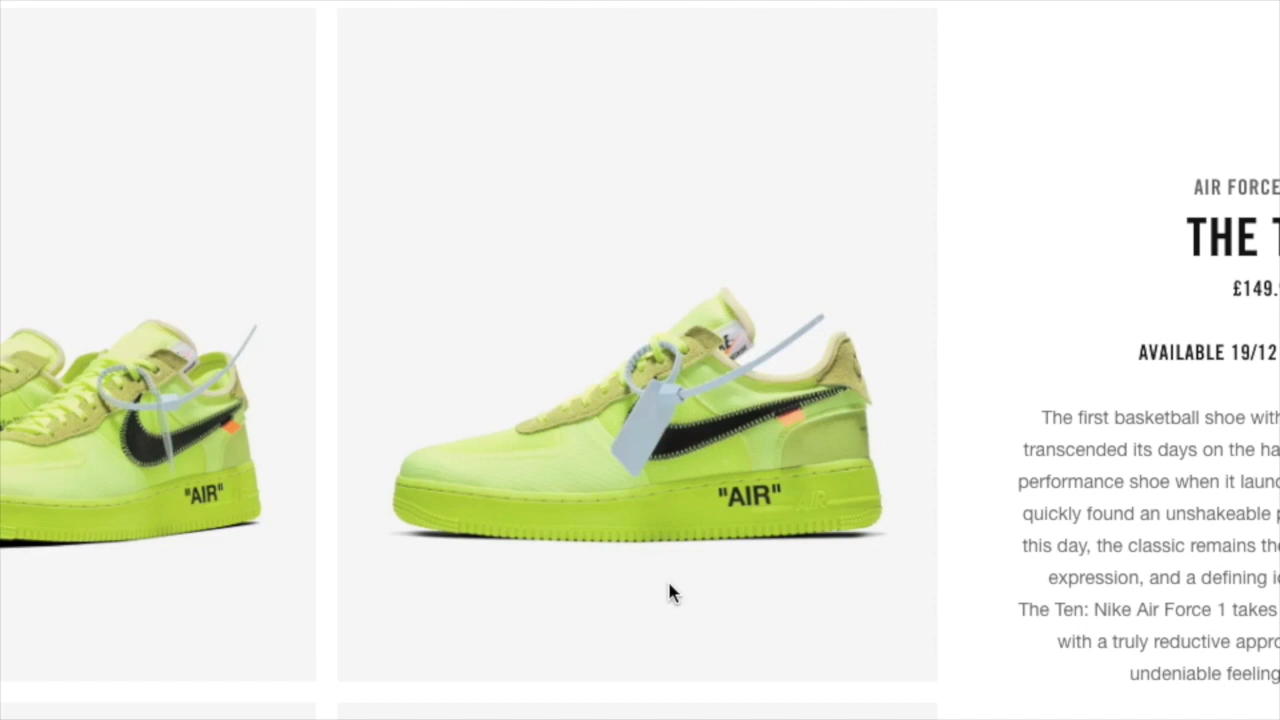 "AIR"
"AIR"
AIR
AIR FORCE
THE T
£149.9
AVAILABLE 19/12
The first basketball shoe with
transcended its days on the ha
performance shoe when it laun
quickly found an unshakeable p
this day, the classic remains the
expression, and a defining i
The Ten: Nike Air Force 1 takes
with a truly reductive appro
undeniable feeling